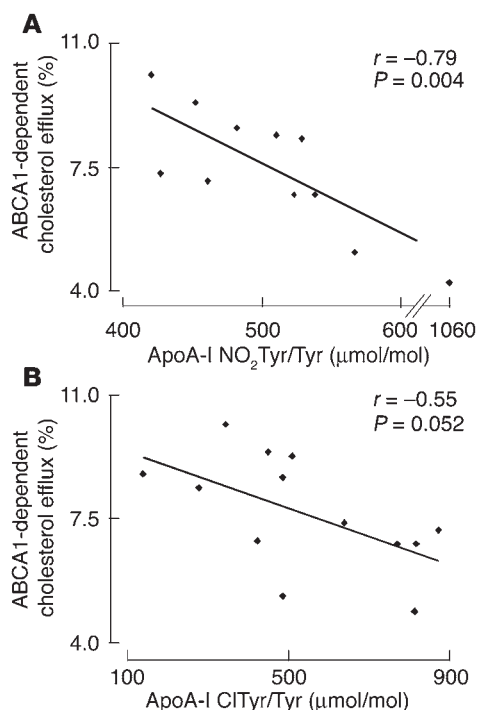 A
11.0
r = −0.79
P = 0.004
ABCA1-dependent
cholesterol efflux (%)
7.5
4.0
400 500 600 1060
ApoA-I NO₂Tyr/Tyr (μmol/mol)
B
11.0
r = −0.55
P = 0.052
ABCA1-dependent
cholesterol efflux (%)
7.5
4.0
100 500 900
ApoA-I ClTyr/Tyr (μmol/mol)